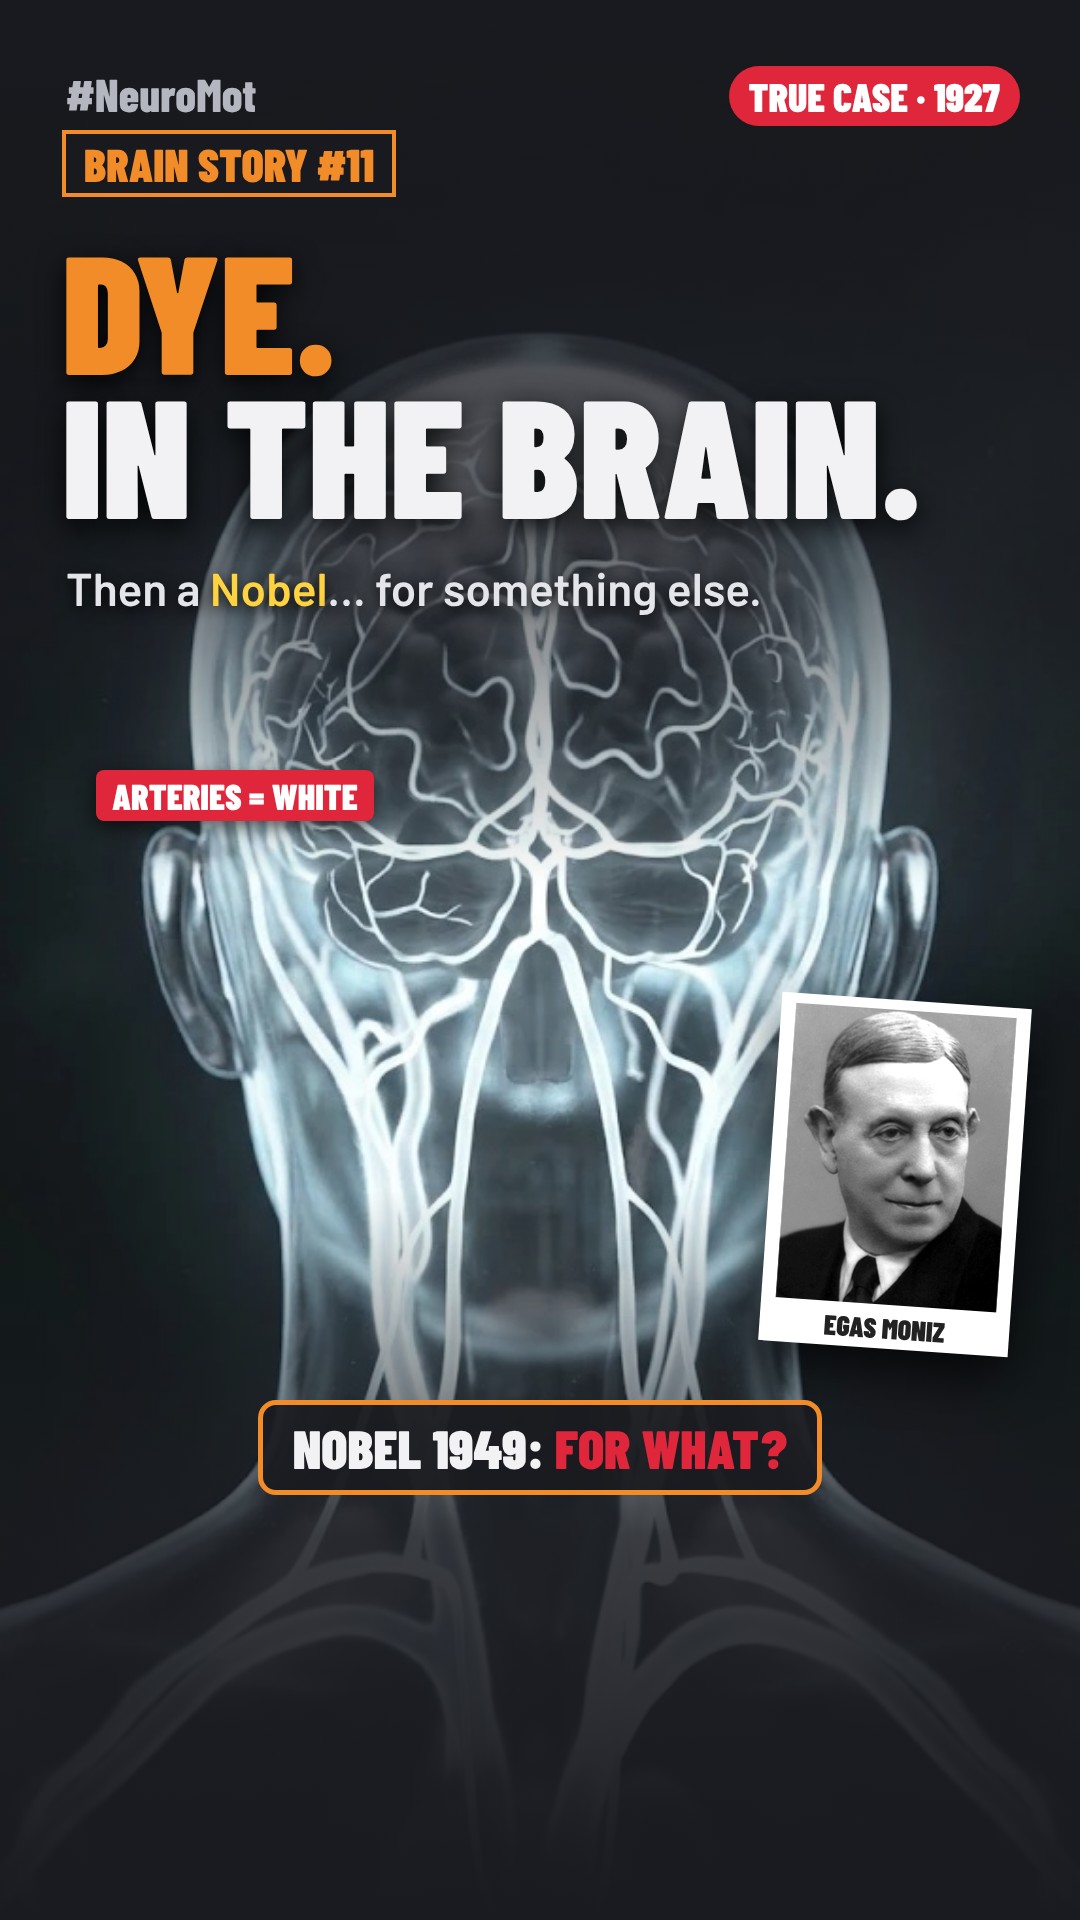 #NeuroMot
TRUE CASE · 1927
BRAIN STORY #11
DYE.
IN THE BRAIN.
Then a Nobel... for something else.
ARTERIES = WHITE
EGAS MONIZ
NOBEL 1949: FOR WHAT?